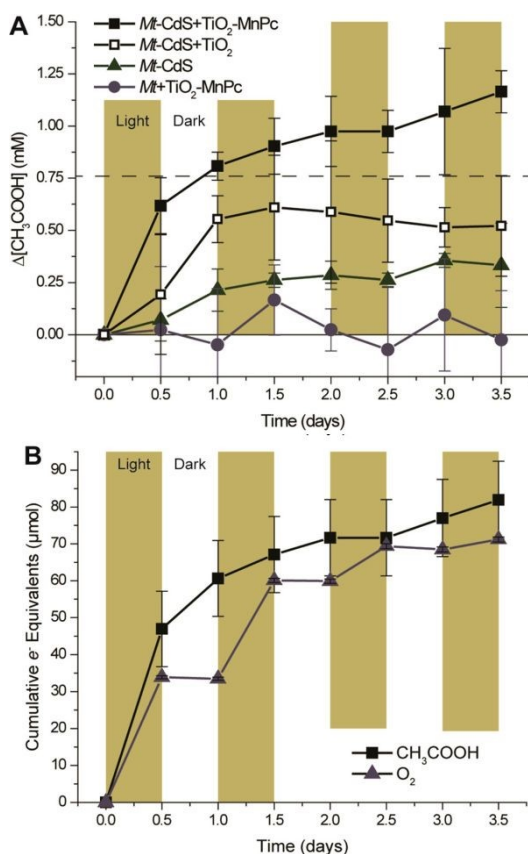 A
Mt-CdS+TiO₂-MnPc
Mt-CdS+TiO₂
Mt-CdS
Mt+TiO₂-MnPc
Light Dark
Δ[CH₃COOH] (mM)
1.50
1.25
1.00
0.75
0.50
0.25
0.00
0.0 0.5 1.0 1.5 2.0 2.5 3.0 3.5
Time (days)
B
Light Dark
Cumulative e⁻ Equivalents (μmol)
90
80
70
60
50
40
30
20
10
0
CH₃COOH
O₂
0.0 0.5 1.0 1.5 2.0 2.5 3.0 3.5
Time (days)